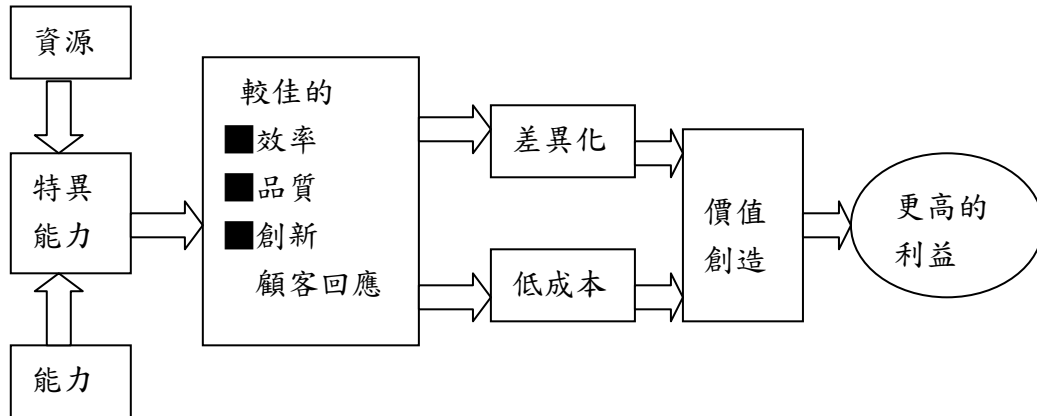 資源
特異
能力
能力
較佳的
■效率
■品質
■創新
顧客回應
差異化
低成本
價值
創造
更高的
利益